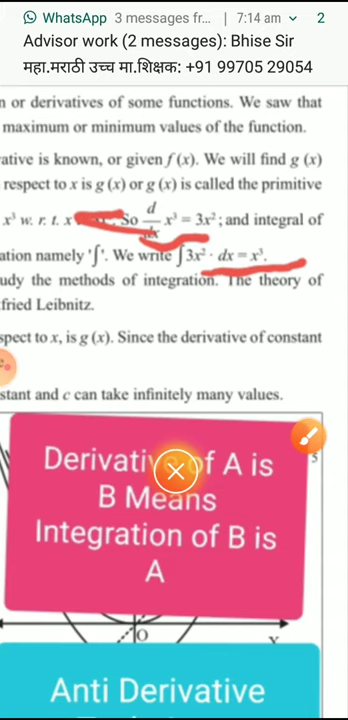 WhatsApp 3 messages fr... | 7:14 am 2
Advisor work (2 messages): Bhise Sir
महा.मराठी उच्च मा.शिक्षक: +91 99705 29054
n or derivatives of some functions. We saw that
maximum or minimum values of the function.
ative is known, or given f (x). We will find g (x)
respect to x is g (x) or g (x) is called the primitive
x³ w. r. t. x So d/dx x³ = 3x² ; and integral of
ation namely '∫'. We write ∫ 3x² · dx = x³.
udy the methods of integration. The theory of
fried Leibnitz.
spect to x, is g (x). Since the derivative of constant
stant and c can take infinitely many values.
Derivative of A is
B Means
Integration of B is
A
O
Anti Derivative